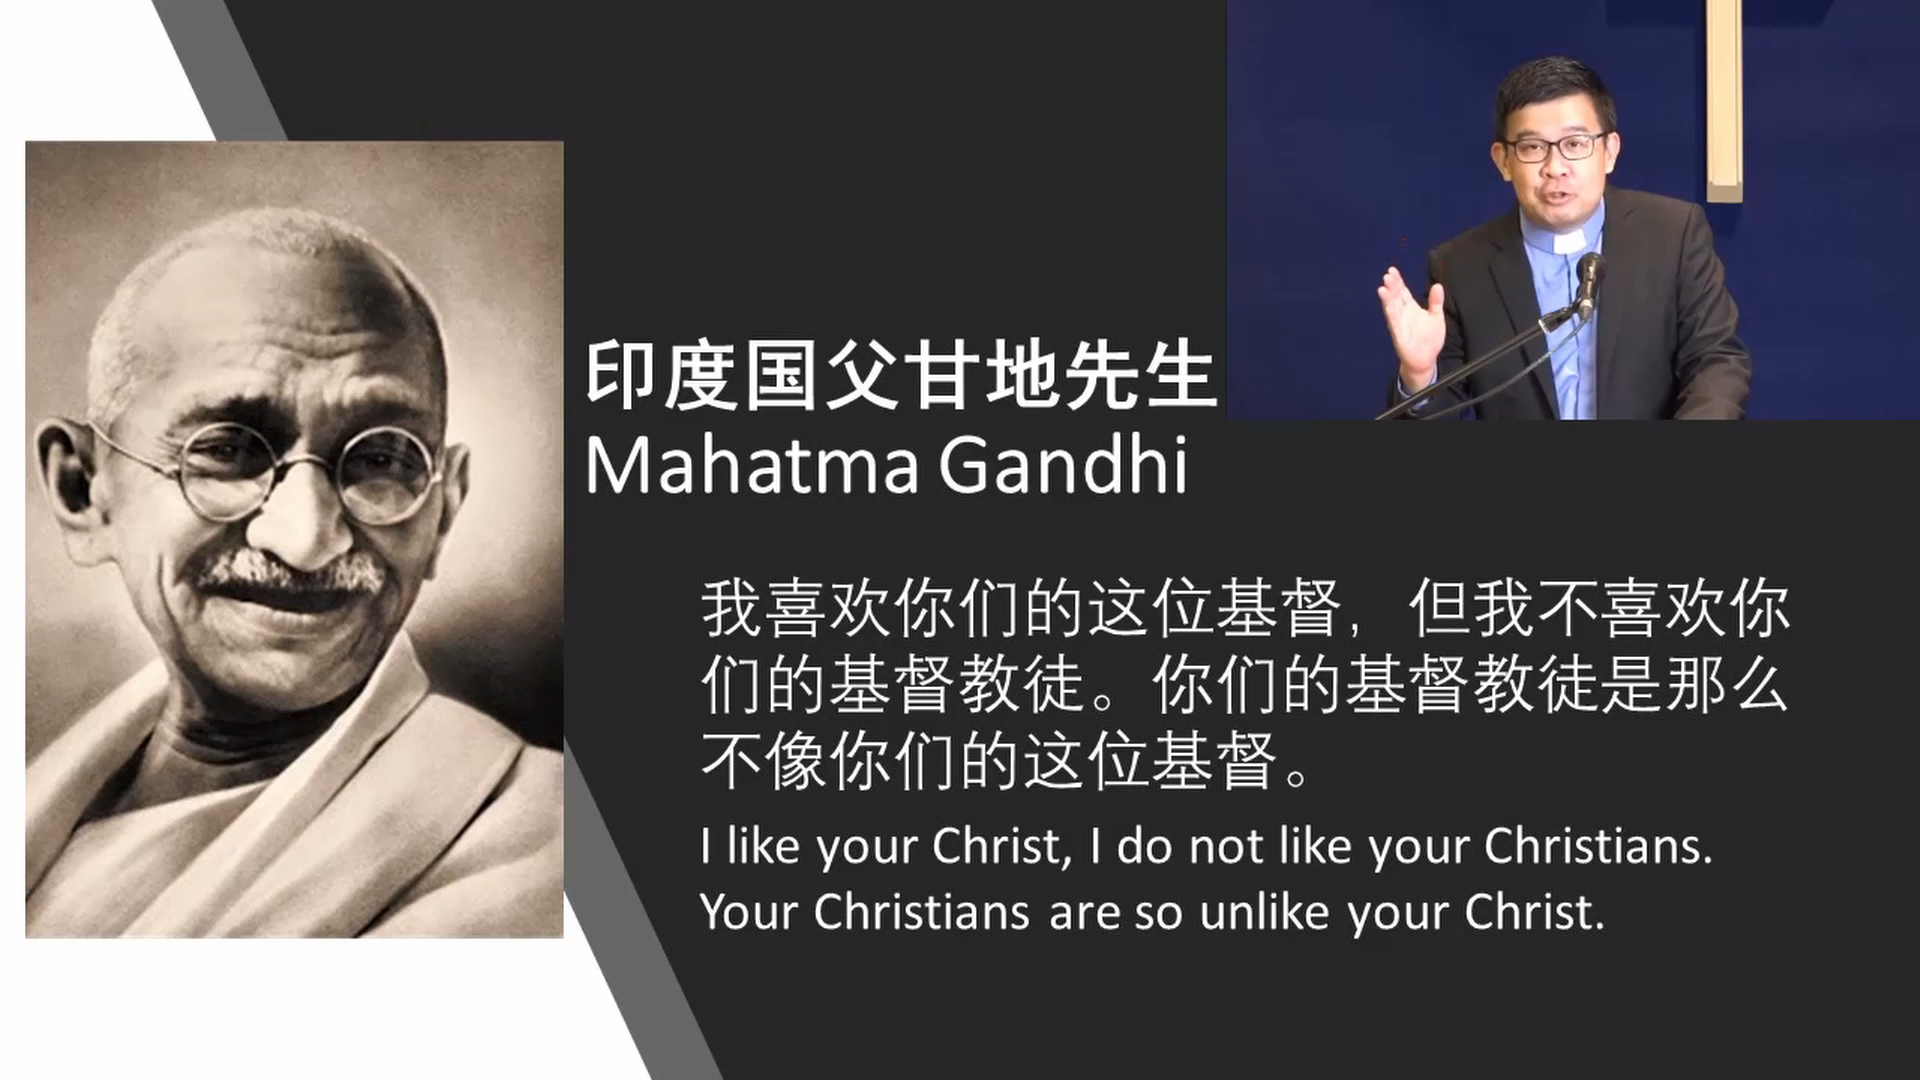 印度国父甘地先生
Mahatma Gandhi
我喜欢你们的这位基督，但我不喜欢你
们的基督教徒。你们的基督教徒是那么
不像你们的这位基督。
I like your Christ, I do not like your Christians.
Your Christians are so unlike your Christ.